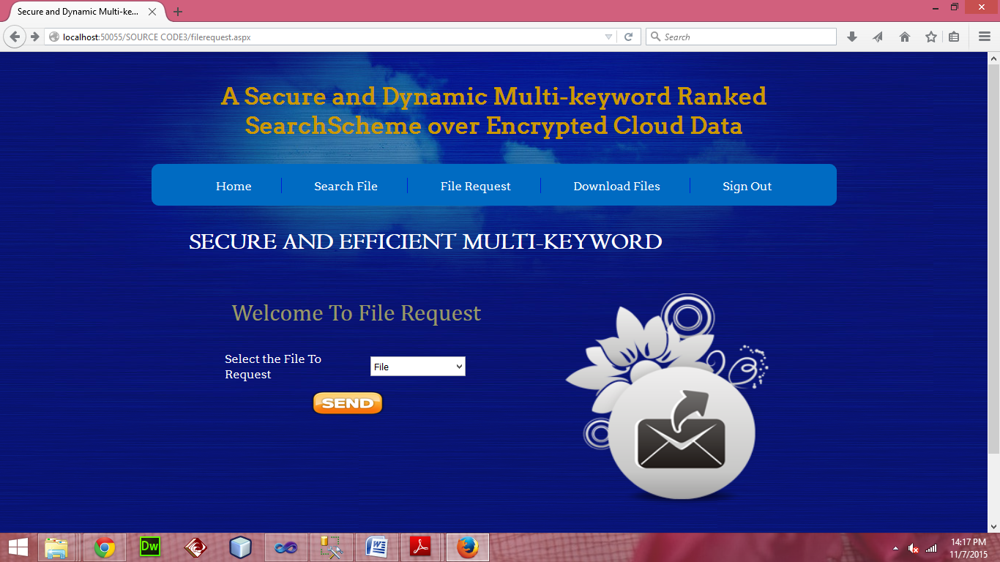 Secure and Dynamic Multi-ke...
localhost:50055/SOURCE CODE3/filerequest.aspx
Search
A Secure and Dynamic Multi-keyword Ranked
SearchScheme over Encrypted Cloud Data
Home
Search File
File Request
Download Files
Sign Out
SECURE AND EFFICIENT MULTI-KEYWORD
Welcome To File Request
Select the File To
Request
File
SEND
Dw
14:17 PM
11/7/2015